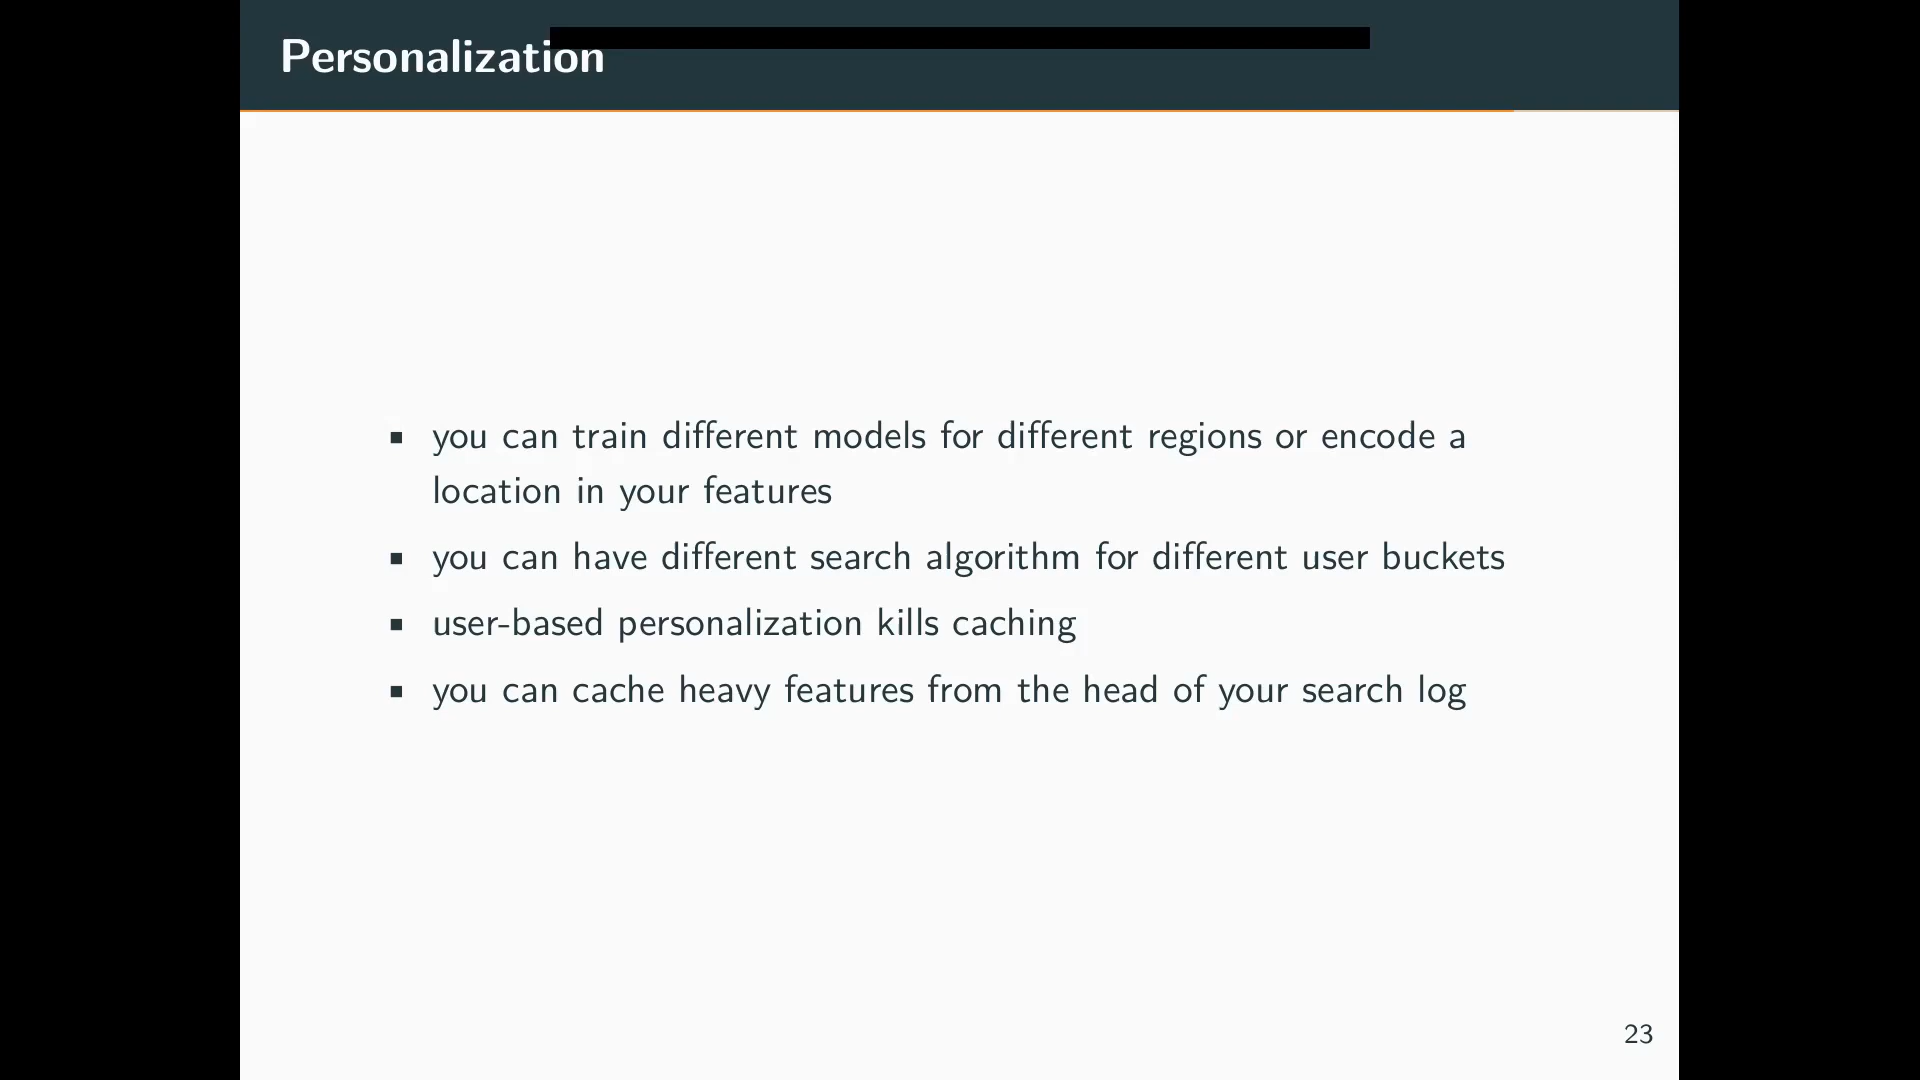 Personalization
▪ you can train different models for different regions or encode a
location in your features
▪ you can have different search algorithm for different user buckets
▪ user-based personalization kills caching
▪ you can cache heavy features from the head of your search log
23